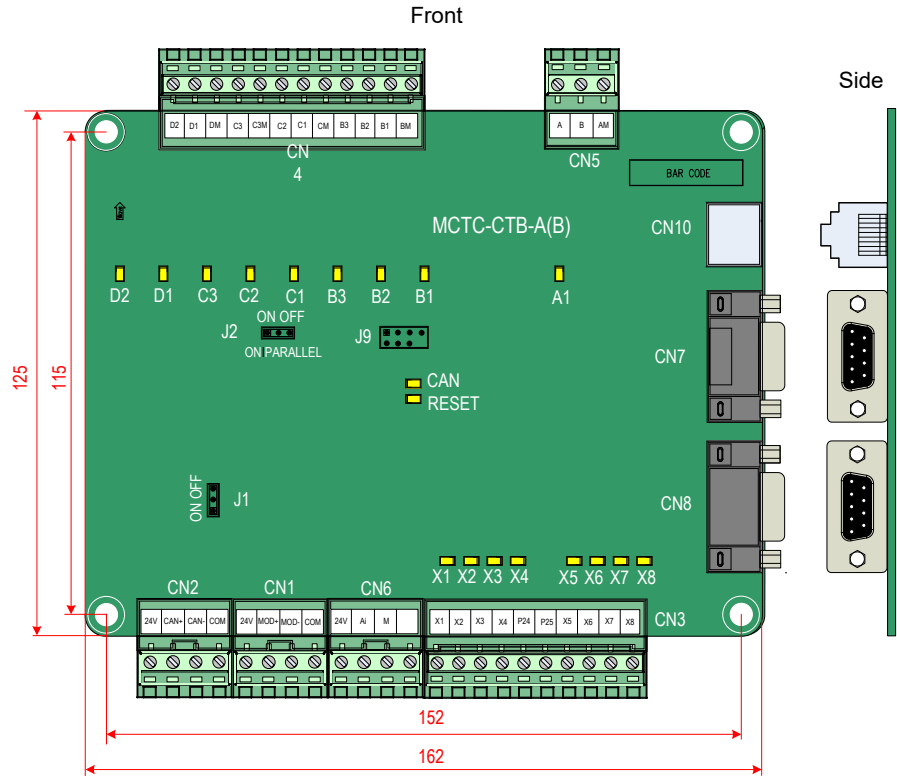 Front
Side
D2 D1 DM C3 C3M C2 C1 CM B3 B2 B1 BM
A B AM
CN
4
CN5
BAR CODE
MCTC-CTB-A(B)
CN10
D2 D1 C3 C2 C1 B3 B2 B1 A1
ON OFF
J2
ON PARALLEL
J9
CN7
CAN
RESET
125
115
ON OFF
J1
CN8
X1 X2 X3 X4 X5 X6 X7 X8
CN2 CN1 CN6
24V CAN+ CAN- COM
24V MOD+ MOD- COM
24V Ai M
X1 X2 X3 X4 P24 P25 X5 X6 X7 X8
CN3
152
162